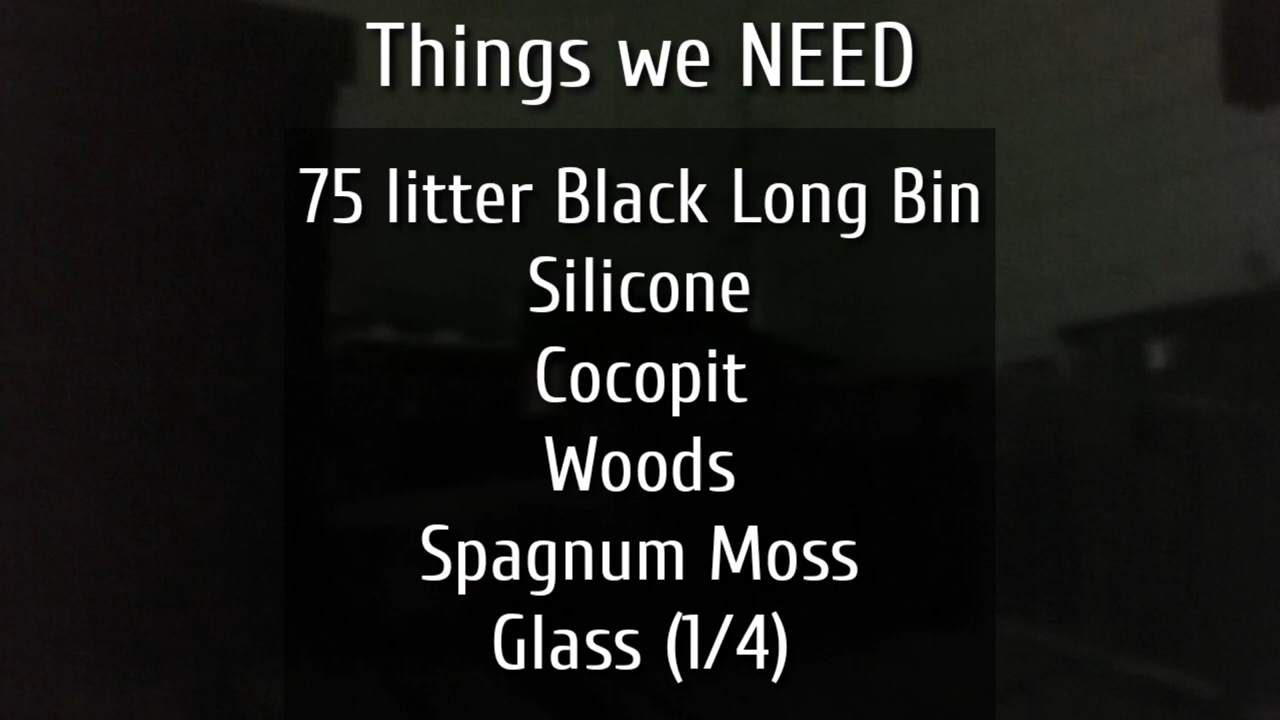 Things we NEED
75 litter Black Long Bin
Silicone
Cocopit
Woods
Spagnum Moss
Glass (1/4)